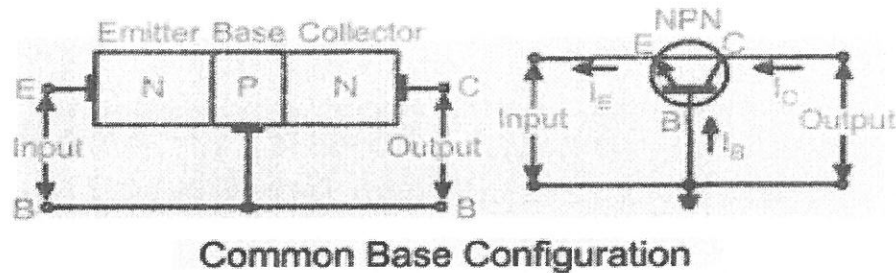 Emitter Base Collector
E N P N C
Input Output
B B
NPN
E C
I_E I_C
Input B Output
I_B
Common Base Configuration